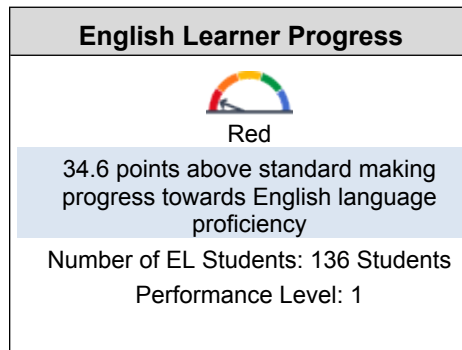 English Learner Progress
Red
34.6 points above standard making
progress towards English language
proficiency
Number of EL Students: 136 Students
Performance Level: 1